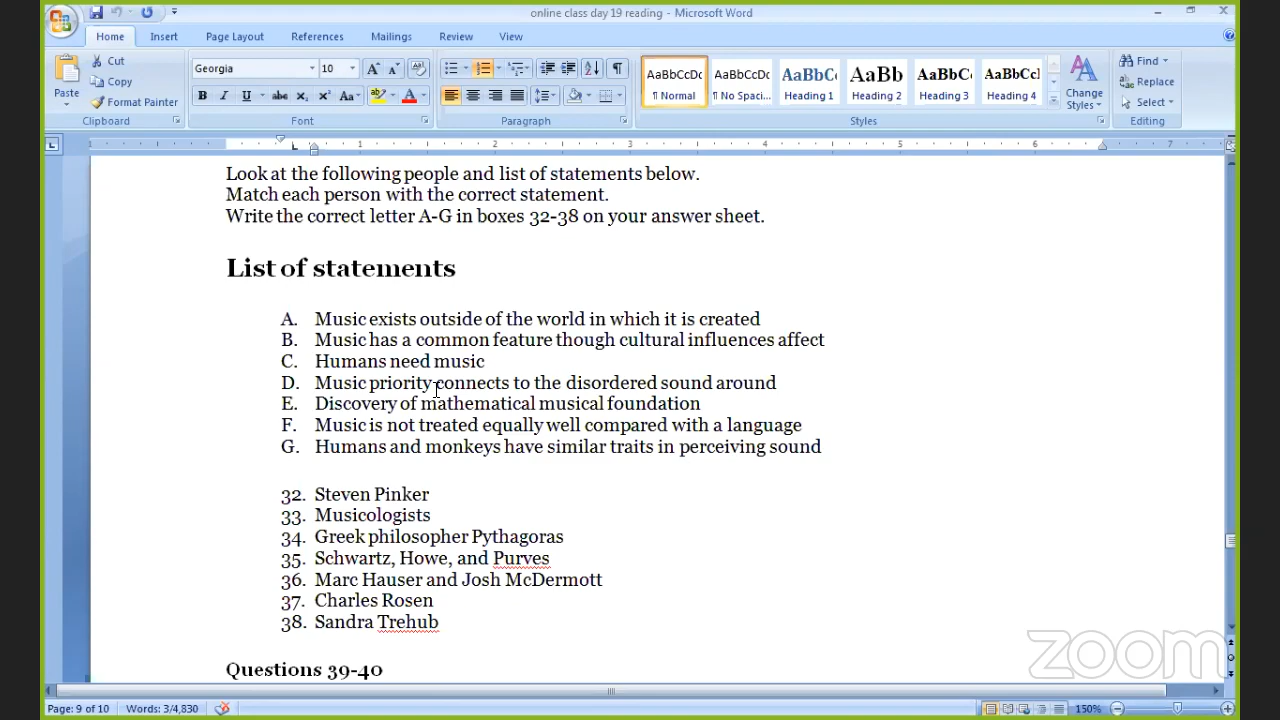 online class day 19 reading - Microsoft Word
Home Insert Page Layout References Mailings Review View
Paste
Cut
Copy
Format Painter
Clipboard
Georgia 10
Font
Paragraph
AaBbCcDc AaBbCcDc AaBbC AaBb AaBbC AaBbCcI
¶ Normal ¶ No Spaci... Heading 1 Heading 2 Heading 3 Heading 4
Change Styles
Styles
Find
Replace
Select
Editing
1 2 3 4 5 6 7
Look at the following people and list of statements below.
Match each person with the correct statement.
Write the correct letter A-G in boxes 32-38 on your answer sheet.
List of statements
A. Music exists outside of the world in which it is created
B. Music has a common feature though cultural influences affect
C. Humans need music
D. Music priority connects to the disordered sound around
E. Discovery of mathematical musical foundation
F. Music is not treated equally well compared with a language
G. Humans and monkeys have similar traits in perceiving sound
32. Steven Pinker
33. Musicologists
34. Greek philosopher Pythagoras
35. Schwartz, Howe, and Purves
36. Marc Hauser and Josh McDermott
37. Charles Rosen
38. Sandra Trehub
Questions 39-40
zoom
Page: 9 of 10 Words: 3/4,830 150%